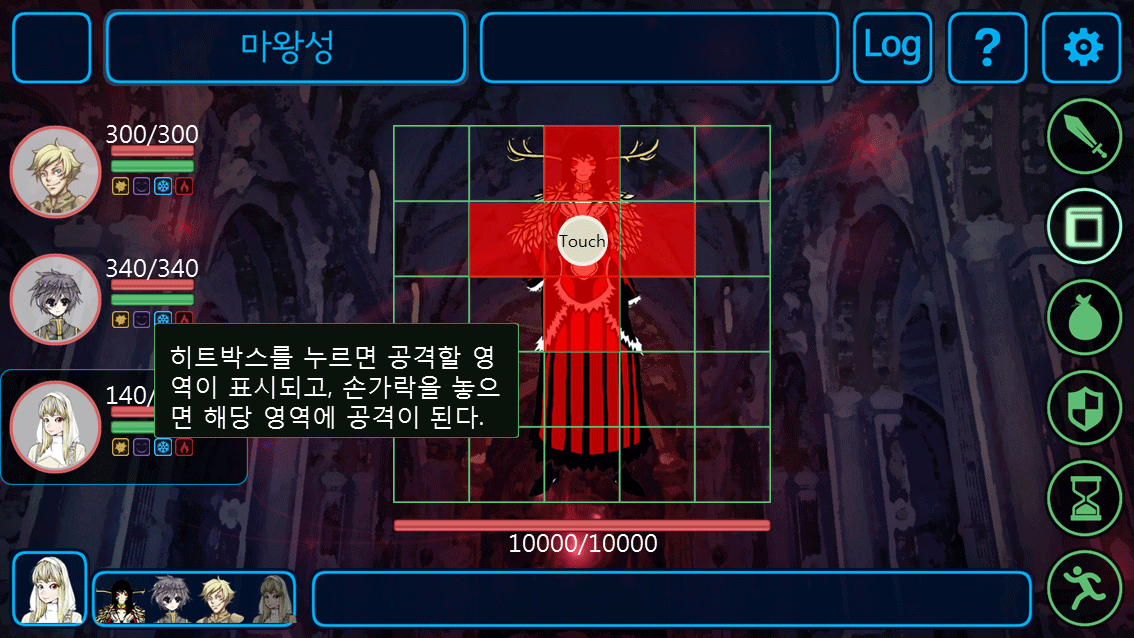 마왕성
Log
?
300/300
340/340
140/
Touch
히트박스를 누르면 공격할 영
역이 표시되고, 손가락을 놓으
면 해당 영역에 공격이 된다.
10000/10000